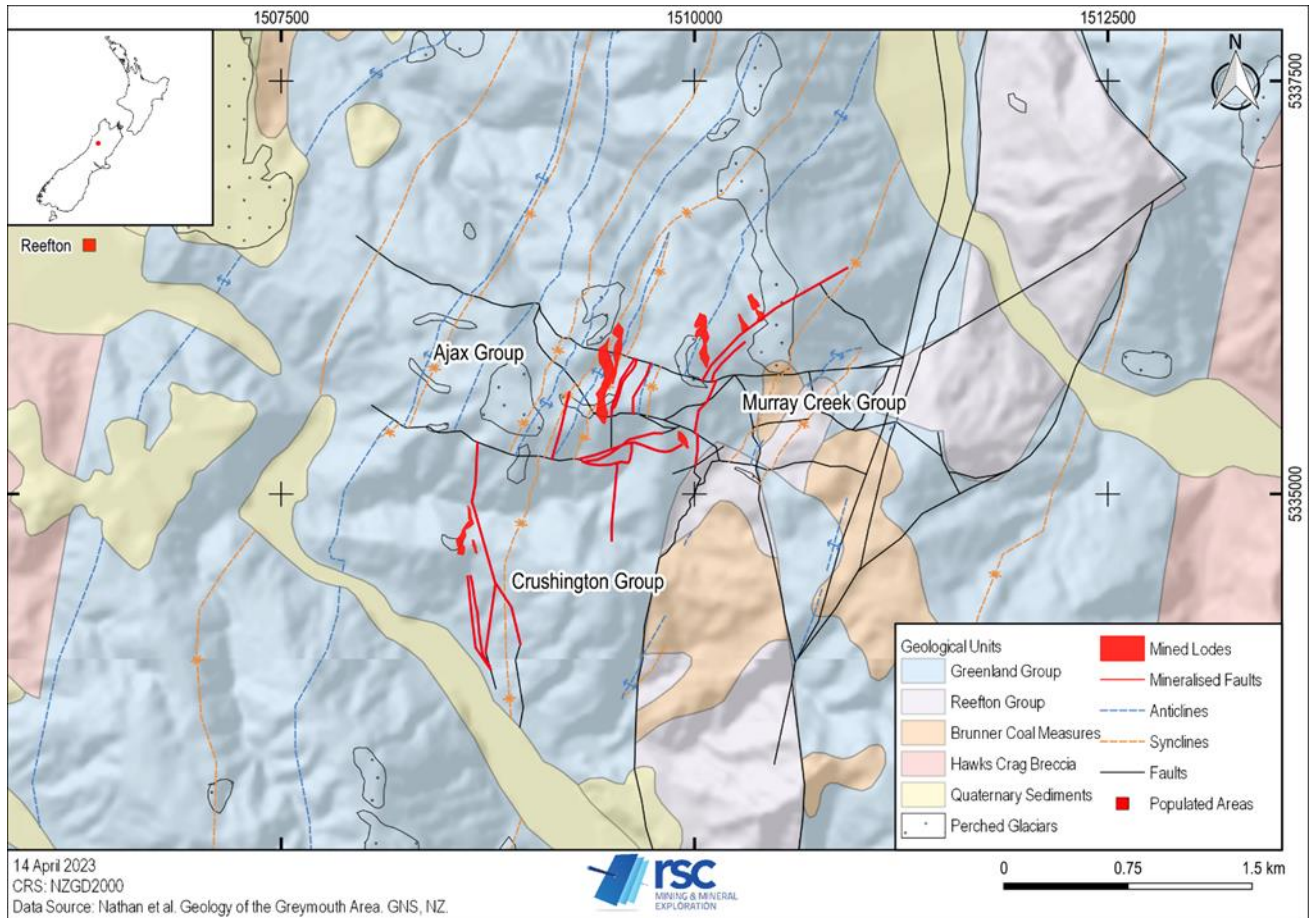 1507500
1510000
1512500
N
5337500
Reefton
Ajax Group
Murray Creek Group
5335000
Crushington Group
Geological Units
Greenland Group
Reefton Group
Brunner Coal Measures
Hawks Crag Breccia
Quaternary Sediments
Perched Glaciars
Mined Lodes
Mineralised Faults
Anticlines
Synclines
Faults
Populated Areas
14 April 2023
CRS: NZGD2000
Data Source: Nathan et al. Geology of the Greymouth Area. GNS, NZ.
rsc
MINING & MINERAL
EXPLORATION
0 0.75 1.5 km